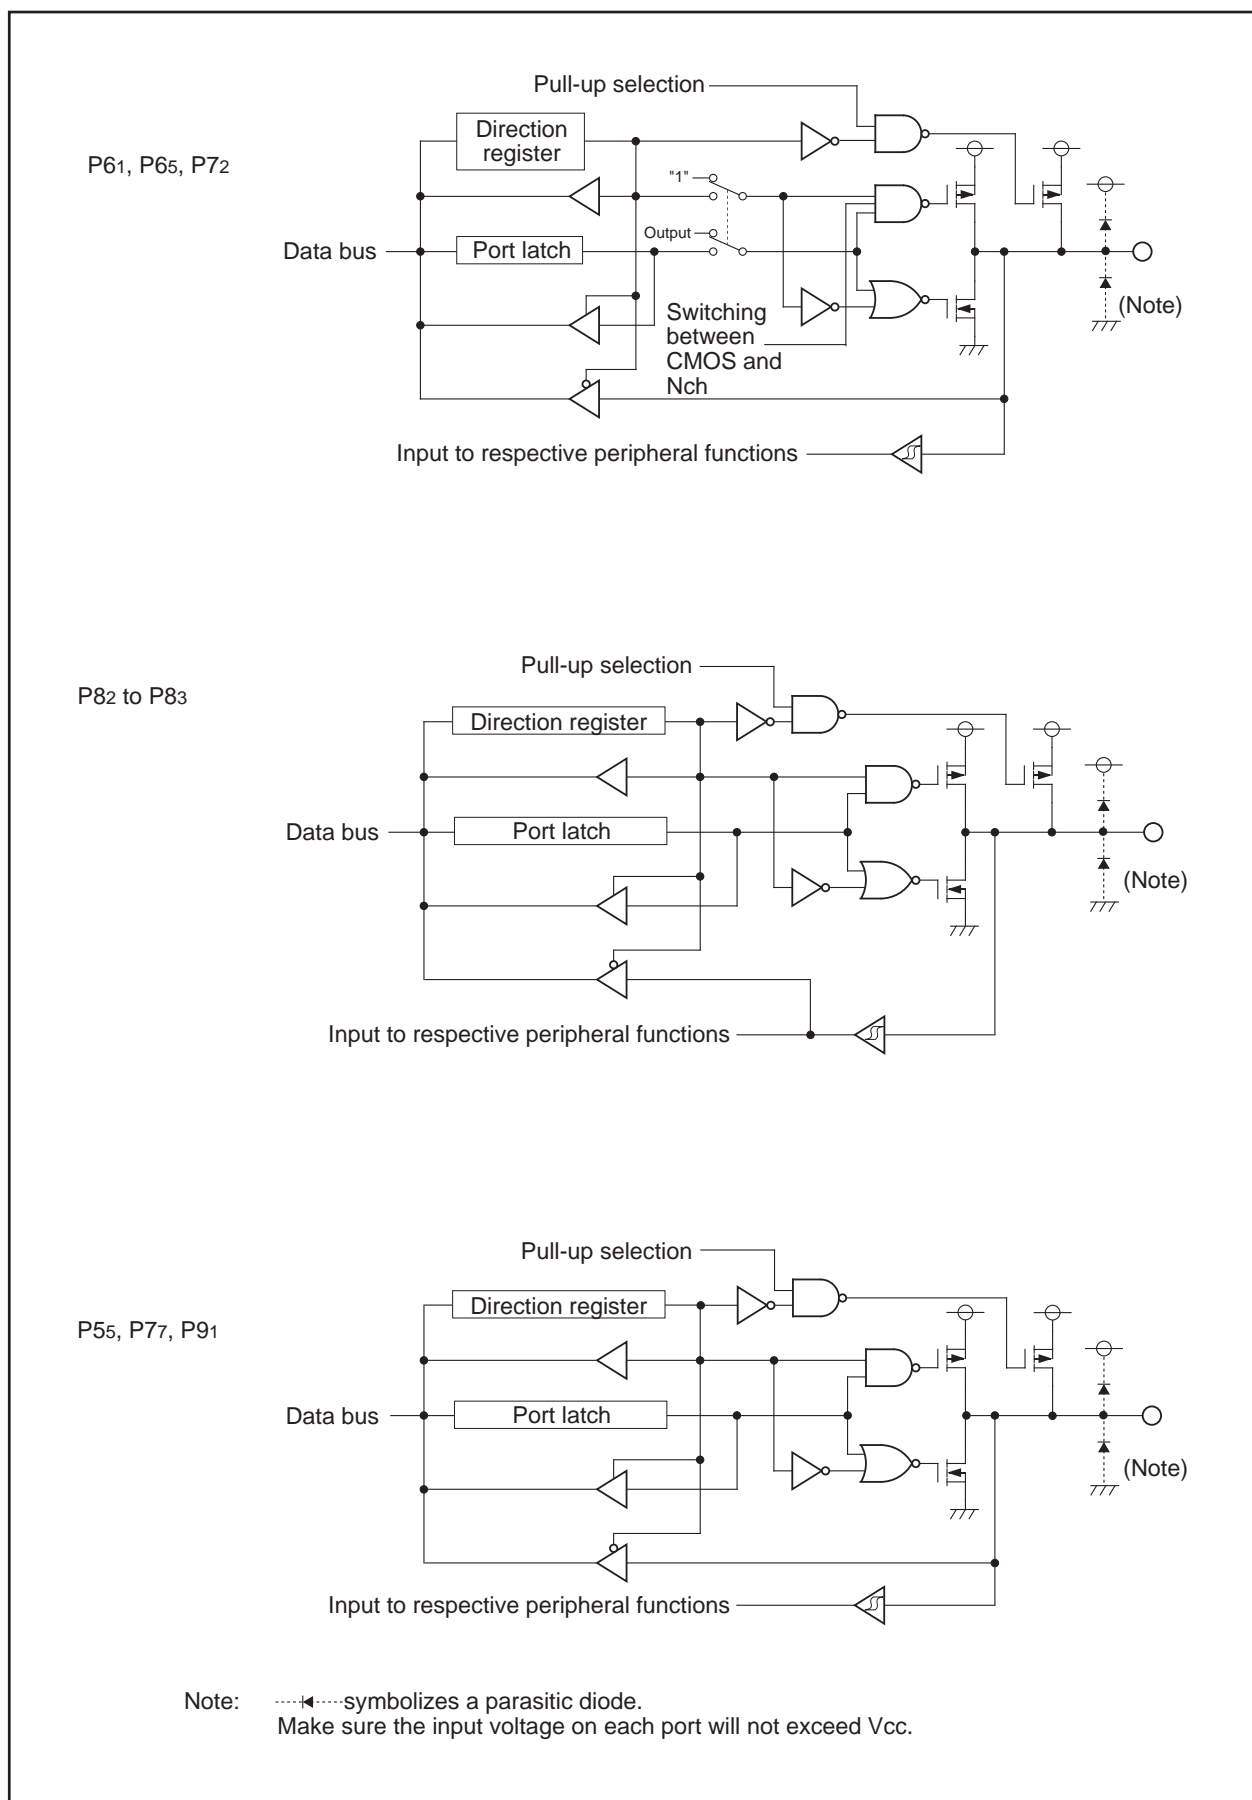 Pull-up selection
Direction
register
P61, P65, P72
"1"
Output
Data bus
Port latch
Switching
between
CMOS and
Nch
(Note)
Input to respective peripheral functions
Pull-up selection
P82 to P83
Direction register
Data bus
Port latch
(Note)
Input to respective peripheral functions
Pull-up selection
Direction register
P55, P77, P91
Data bus
Port latch
(Note)
Input to respective peripheral functions
Note: symbolizes a parasitic diode.
Make sure the input voltage on each port will not exceed Vcc.